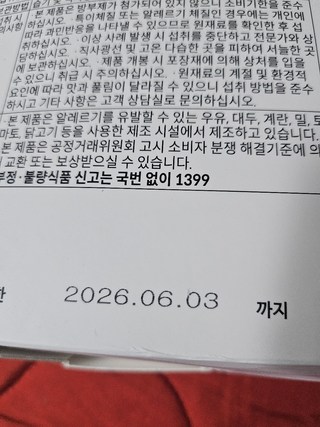 본 제품은 방부제가 첨가되어 있지 않으니 소비기한을 준수
하십시오. · 특이체질 또는 알레르기 체질인 경우에는 개인에
따라 과민반응을 나타낼 수 있으므로 원재료를 확인한 후 섭
취하십시오. · 이상 사례 발생 시 섭취를 중단하고 전문가와 상
담하십시오. · 직사광선 및 고온 다습한 곳을 피하여 서늘한 곳
에 보관하십시오. · 제품 개봉 시 포장재에 의해 상처를 입을
수 있으니 취급 시 주의하십시오. · 원재료의 계절 및 환경적
요인에 따라 맛과 풀림이 달라질 수 있으니 섭취 방법을 준수
하시고 기타 사항은 고객 상담실로 문의하십시오.
본 제품은 알레르기를 유발할 수 있는 우유, 대두, 계란, 밀, 토
마토, 닭고기 등을 사용한 제조 시설에서 제조하고 있습니다.
본 제품은 공정거래위원회 고시 소비자 분쟁 해결기준에 의
교환 또는 보상받으실 수 있습니다.
부정·불량식품 신고는 국번 없이 1399
한 2026.06.03 까지